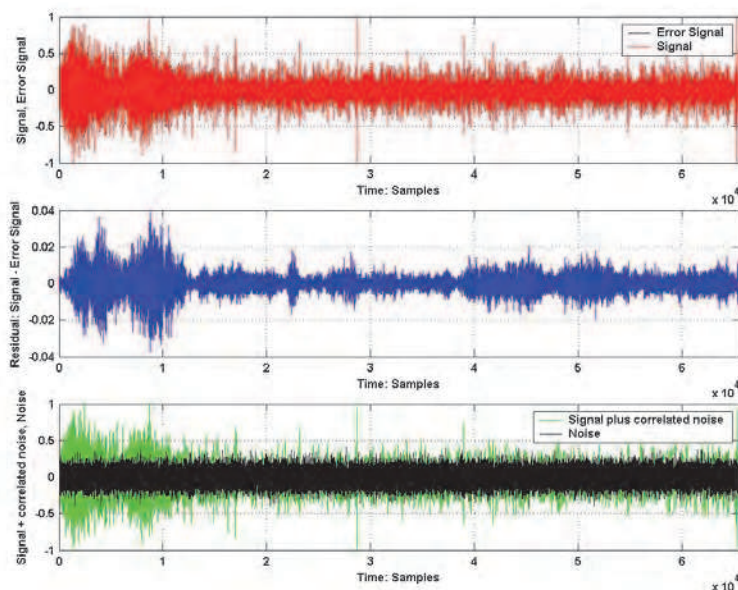 Signal, Error Signal
1
0.5
0
-0.5
-1
Error Signal
Signal
0 1 2 3 4 5 6
Time: Samples
x 10^4
Residual: Signal - Error Signal
0.04
0.02
0
-0.02
-0.04
0 1 2 3 4 5 6
Time: Samples
x 10^4
Signal + correlated noise, Noise
1
0.5
0
-0.5
-1
Signal plus correlated noise
Noise
0 1 2 3 4 5 6
Time: Samples
x 10^4